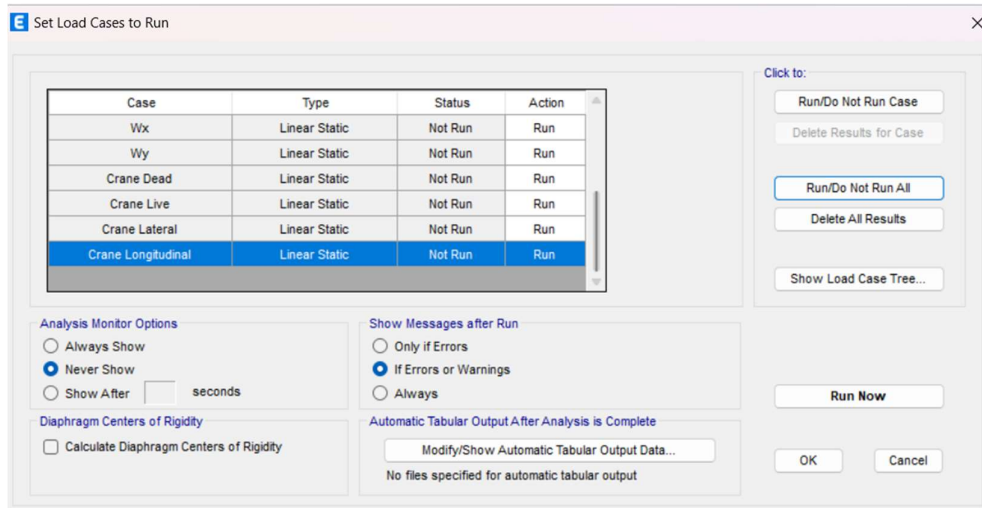 E Set Load Cases to Run
Click to:
Case Type Status Action
Wx Linear Static Not Run Run
Wy Linear Static Not Run Run
Crane Dead Linear Static Not Run Run
Crane Live Linear Static Not Run Run
Crane Lateral Linear Static Not Run Run
Crane Longitudinal Linear Static Not Run Run
Run/Do Not Run Case
Delete Results for Case
Run/Do Not Run All
Delete All Results
Show Load Case Tree...
Analysis Monitor Options
Always Show
Never Show
Show After seconds
Show Messages after Run
Only if Errors
If Errors or Warnings
Always
Run Now
Diaphragm Centers of Rigidity
Calculate Diaphragm Centers of Rigidity
Automatic Tabular Output After Analysis is Complete
Modify/Show Automatic Tabular Output Data...
No files specified for automatic tabular output
OK Cancel